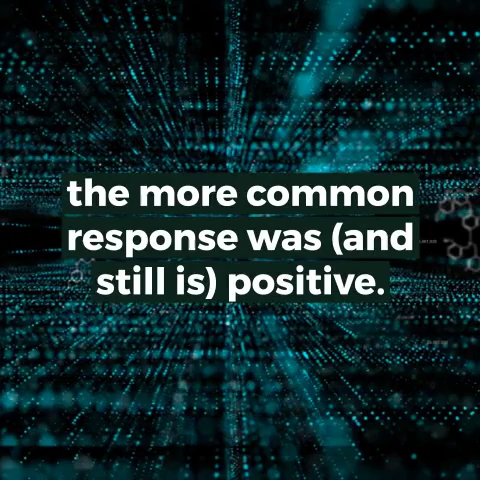 the more common
response was (and
still is) positive.